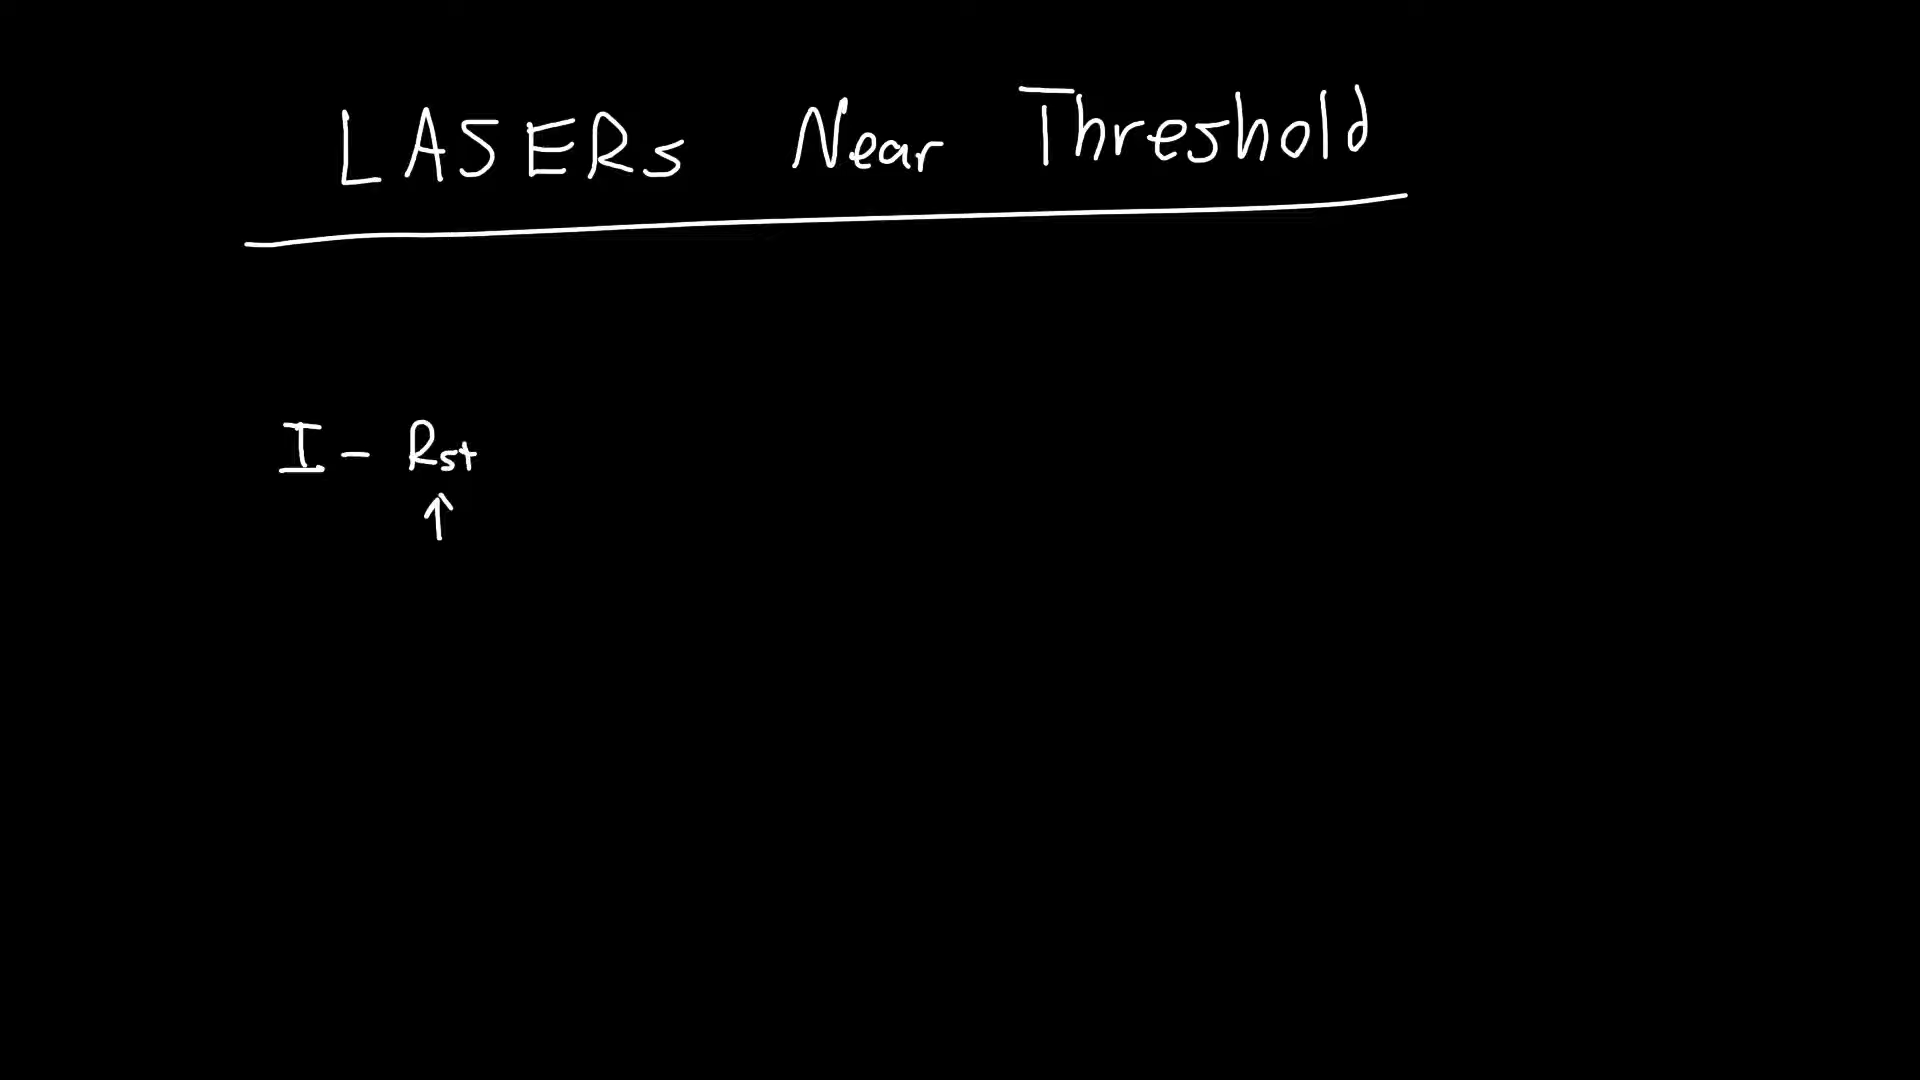 LASERs Near Threshold
I - Rst
↑